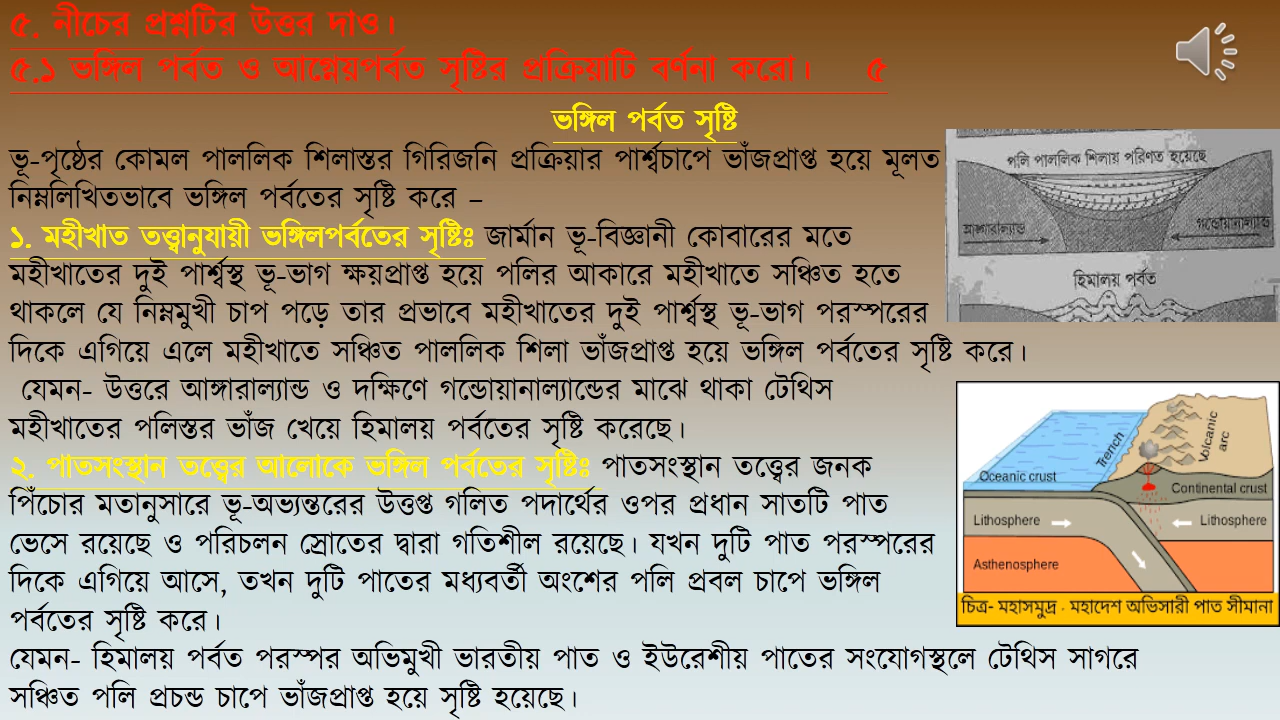 ৫. নীচের প্রশ্নটির উত্তর দাও।
৫.১ ভঙ্গিল পর্বত ও আগ্নেয়পর্বত সৃষ্টির প্রক্রিয়াটি বর্ণনা করো। ৫
ভঙ্গিল পর্বত সৃষ্টি
ভূ-পৃষ্ঠের কোমল পাললিক শিলাস্তর গিরিজনি প্রক্রিয়ার পার্শ্বচাপে ভাঁজপ্রাপ্ত হয়ে মূলত
নিম্নলিখিতভাবে ভঙ্গিল পর্বতের সৃষ্টি করে –
১. মহীখাত তত্ত্বানুযায়ী ভঙ্গিলপর্বতের সৃষ্টিঃ জার্মান ভূ-বিজ্ঞানী কোবারের মতে
মহীখাতের দুই পার্শ্বস্থ ভূ-ভাগ ক্ষয়প্রাপ্ত হয়ে পলির আকারে মহীখাতে সঞ্চিত হতে
থাকলে যে নিম্নমুখী চাপ পড়ে তার প্রভাবে মহীখাতের দুই পার্শ্বস্থ ভূ-ভাগ পরস্পরের
দিকে এগিয়ে এলে মহীখাতে সঞ্চিত পাললিক শিলা ভাঁজপ্রাপ্ত হয়ে ভঙ্গিল পর্বতের সৃষ্টি করে।
যেমন- উত্তরে আঙ্গারাল্যান্ড ও দক্ষিণে গন্ডোয়ানাল্যান্ডের মাঝে থাকা টেথিস
মহীখাতের পলিস্তর ভাঁজ খেয়ে হিমালয় পর্বতের সৃষ্টি করেছে।
২. পাতসংস্থান তত্ত্বের আলোকে ভঙ্গিল পর্বতের সৃষ্টিঃ পাতসংস্থান তত্ত্বের জনক
পিঁচোর মতানুসারে ভূ-অভ্যন্তরের উত্তপ্ত গলিত পদার্থের ওপর প্রধান সাতটি পাত
ভেসে রয়েছে ও পরিচলন স্রোতের দ্বারা গতিশীল রয়েছে। যখন দুটি পাত পরস্পরের
দিকে এগিয়ে আসে, তখন দুটি পাতের মধ্যবর্তী অংশের পলি প্রবল চাপে ভঙ্গিল
পর্বতের সৃষ্টি করে।
যেমন- হিমালয় পর্বত পরস্পর অভিমুখী ভারতীয় পাত ও ইউরেশীয় পাতের সংযোগস্থলে টেথিস সাগরে
সঞ্চিত পলি প্রচন্ড চাপে ভাঁজপ্রাপ্ত হয়ে সৃষ্টি হয়েছে।
পলি পাললিক শিলায় পরিণত হয়েছে
আঙ্গারাল্যান্ড
গন্ডোয়ানাল্যান্ড
হিমালয় পর্বত
Trench
Volcanic arc
Oceanic crust
Continental crust
Lithosphere
Lithosphere
Asthenosphere
চিত্র- মহাসমুদ্র - মহাদেশ অভিসারী পাত সীমানা